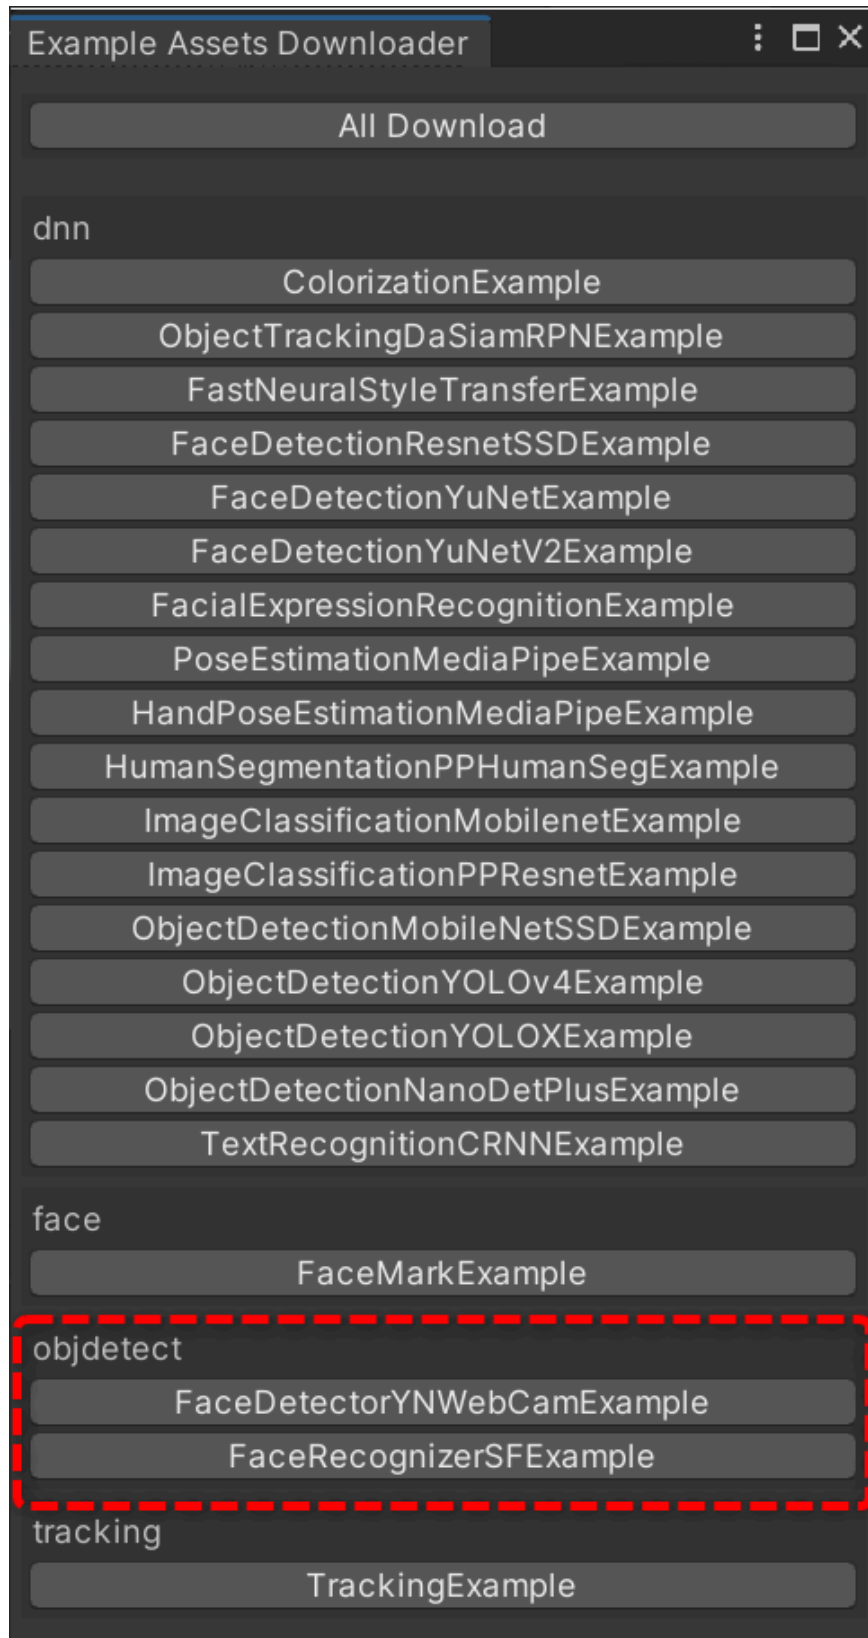 Example Assets Downloader
All Download
dnn
ColorizationExample
ObjectTrackingDaSiamRPNExample
FastNeuralStyleTransferExample
FaceDetectionResnetSSDExample
FaceDetectionYuNetExample
FaceDetectionYuNetV2Example
FacialExpressionRecognitionExample
PoseEstimationMediaPipeExample
HandPoseEstimationMediaPipeExample
HumanSegmentationPPHumanSegExample
ImageClassificationMobilenetExample
ImageClassificationPPResnetExample
ObjectDetectionMobileNetSSDExample
ObjectDetectionYOLOv4Example
ObjectDetectionYOLOXExample
ObjectDetectionNanoDetPlusExample
TextRecognitionCRNNExample
face
FaceMarkExample
objdetect
FaceDetectorYNWebCamExample
FaceRecognizerSFExample
tracking
TrackingExample